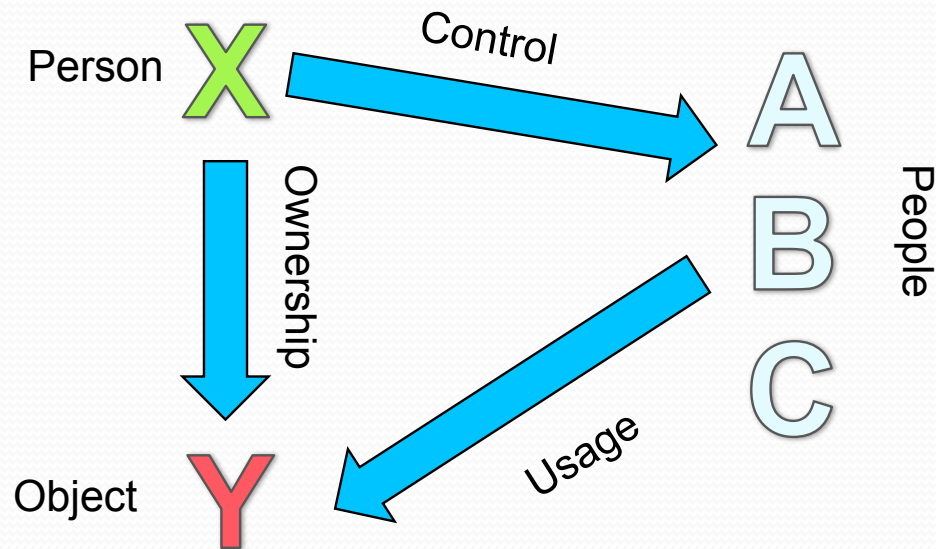 Person X
Control
A
Ownership
People
B
C
Usage
Object Y